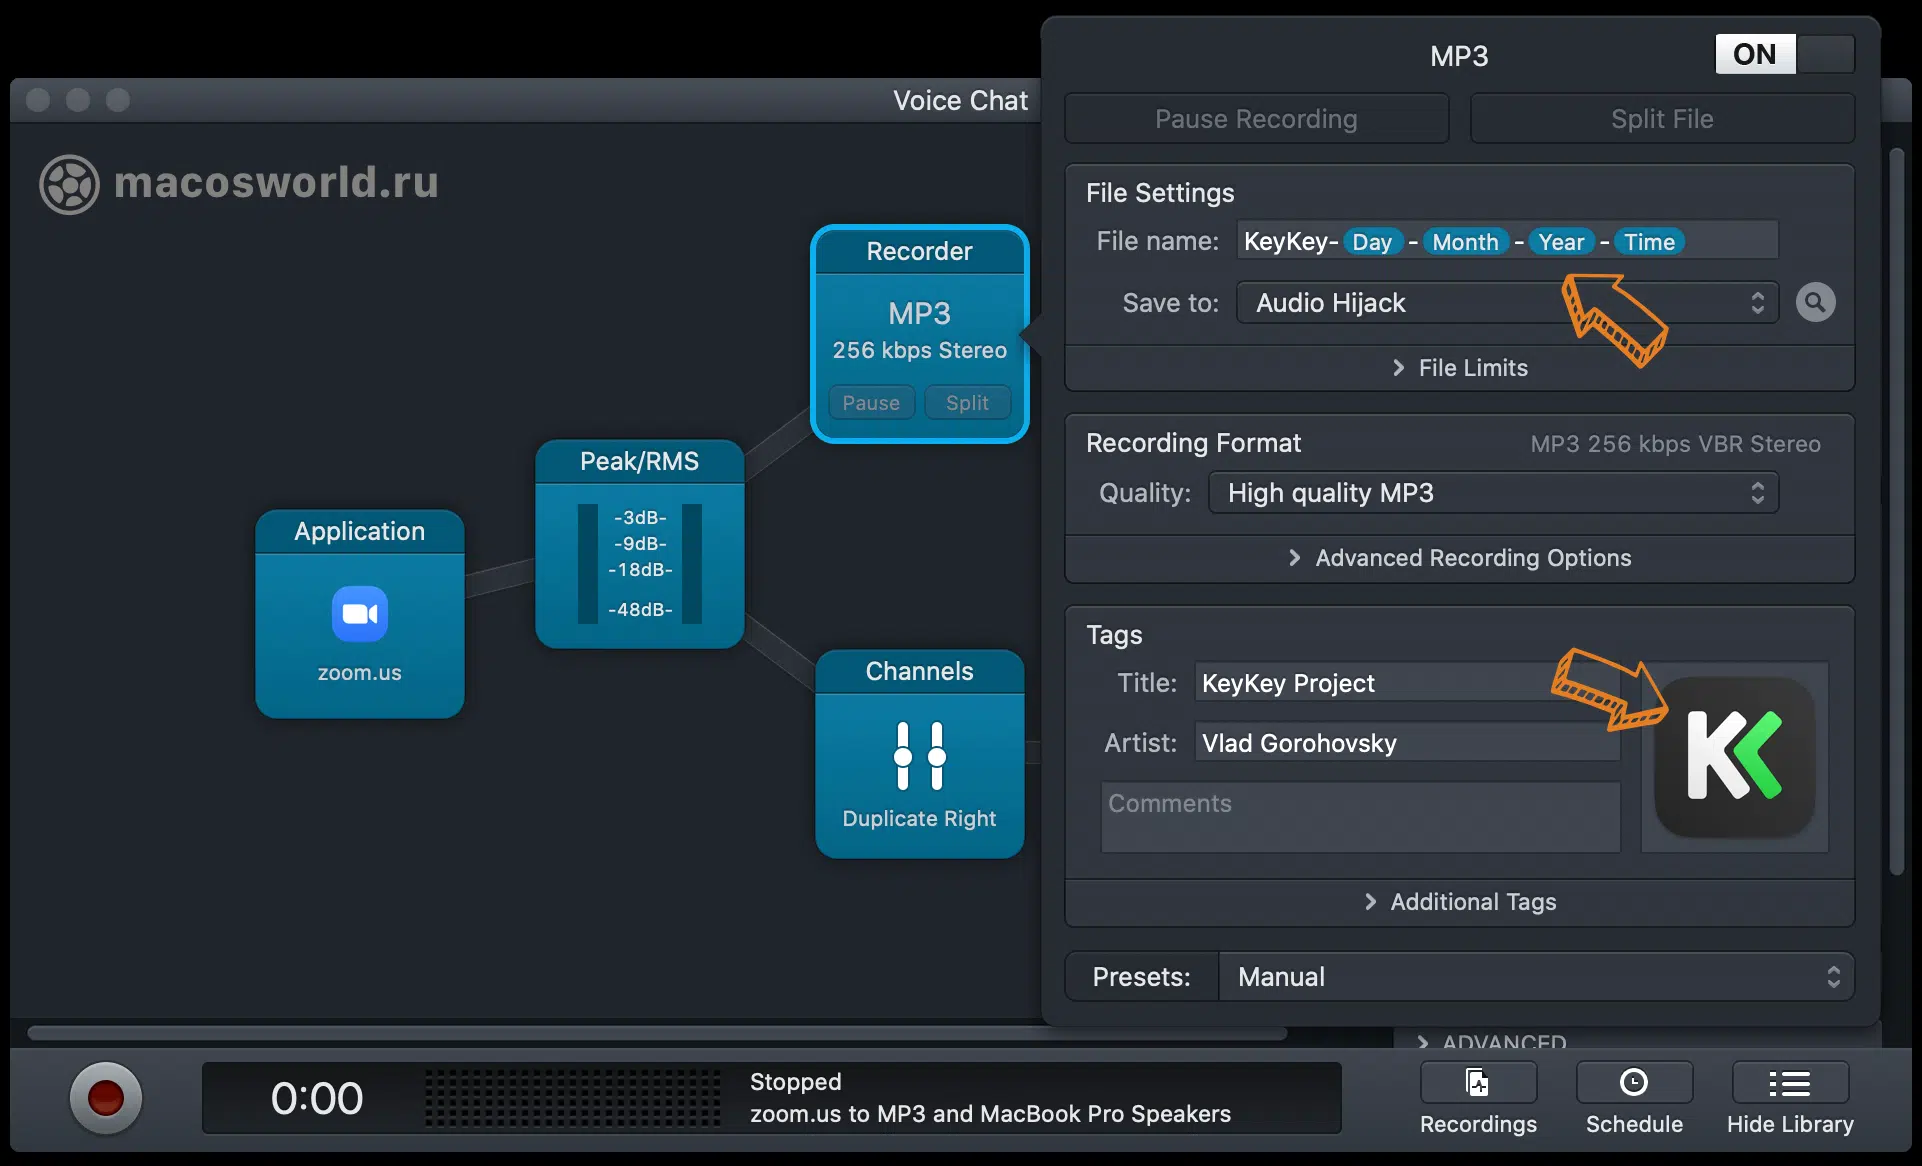 Voice Chat
macosworld.ru
Recorder
MP3
256 kbps Stereo
Pause Split
Peak/RMS
-3dB-
-9dB-
-18dB-
-48dB-
Application
zoom.us
Channels
Duplicate Right
MP3
ON
Pause Recording Split File
File Settings
File name: KeyKey- Day - Month - Year - Time
Save to: Audio Hijack
File Limits
Recording Format MP3 256 kbps VBR Stereo
Quality: High quality MP3
Advanced Recording Options
Tags
Title: KeyKey Project
Artist: Vlad Gorohovsky
Comments
Additional Tags
Presets: Manual
ADVANCED
0:00
Stopped
zoom.us to MP3 and MacBook Pro Speakers
Recordings Schedule Hide Library